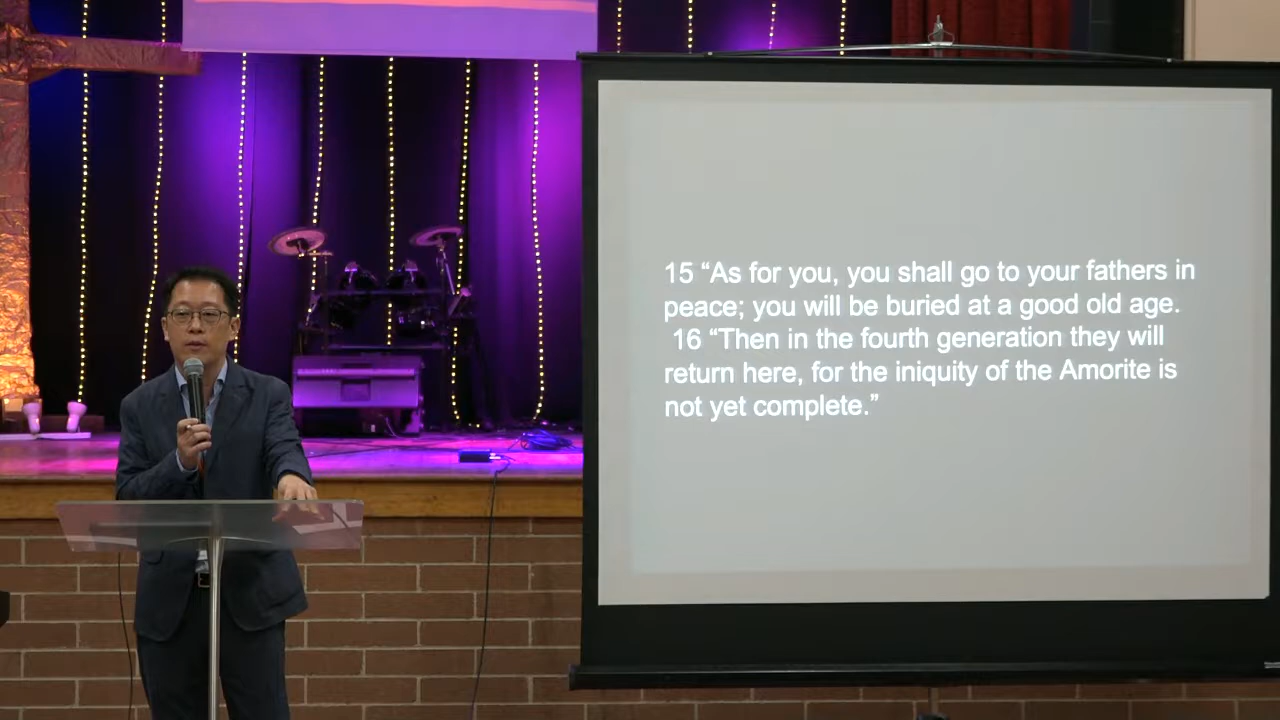 15 “As for you, you shall go to your fathers in
peace; you will be buried at a good old age.
16 “Then in the fourth generation they will
return here, for the iniquity of the Amorite is
not yet complete.”